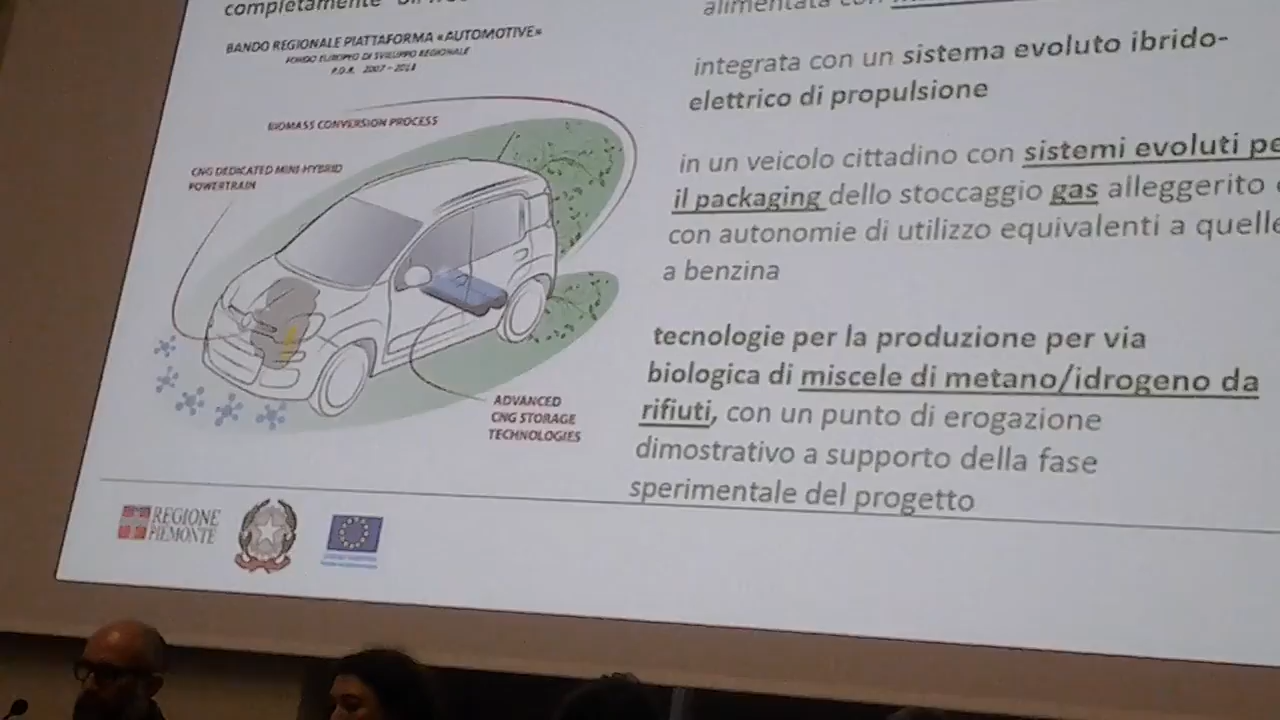 completamente
BANDO REGIONALE PIATTAFORMA «AUTOMOTIVE»
FONDO EUROPEO DI SVILUPPO REGIONALE
P.O.R. 2007 -
BIOMASS CONVERSION PROCESS
CNG DEDICATED MINI-HYBRID
POWERTRAIN
ADVANCED
CNG STORAGE
TECHNOLOGIES
REGIONE
PIEMONTE
alimentata con
integrata con un sistema evoluto ibrido-
elettrico di propulsione
in un veicolo cittadino con sistemi evoluti pe
il packaging dello stoccaggio gas alleggerito
con autonomie di utilizzo equivalenti a quelle
a benzina
tecnologie per la produzione per via
biologica di miscele di metano/idrogeno da
rifiuti, con un punto di erogazione
dimostrativo a supporto della fase
sperimentale del progetto